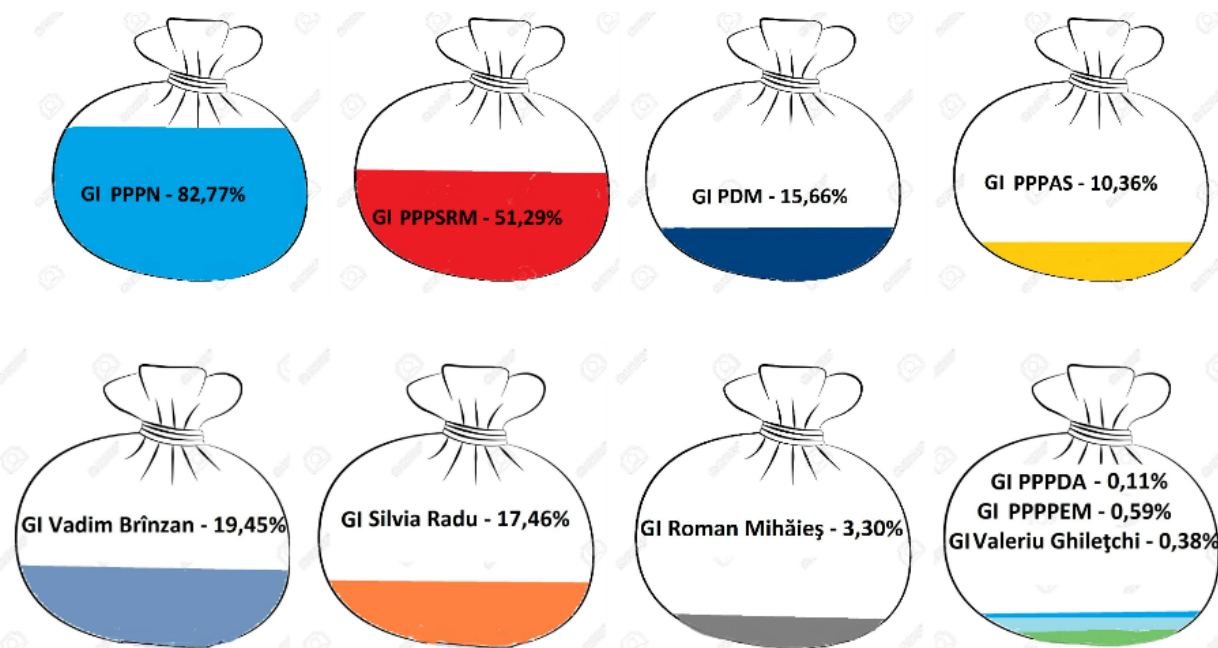 GI PPPN - 82,77%
GI PPPSRM - 51,29%
GI PDM - 15,66%
GI PPPAS - 10,36%
GI Vadim Brînzan - 19,45%
GI Silvia Radu - 17,46%
GI Roman Mihăieş - 3,30%
GI PPPDA - 0,11%
GI PPPPEM - 0,59%
GI Valeriu Ghileţchi - 0,38%